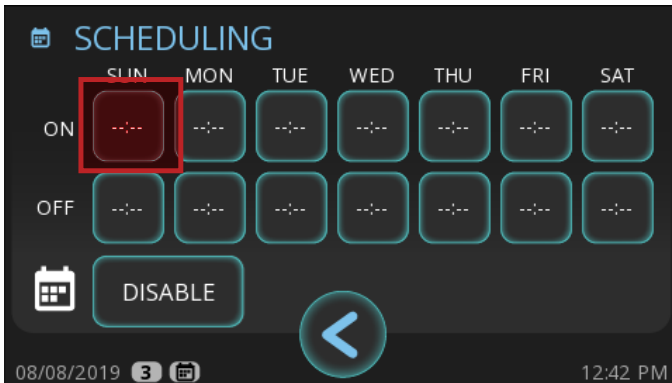 SCHEDULING
SUN MON TUE WED THU FRI SAT
ON --:-- --:-- --:-- --:-- --:-- --:-- --:--
OFF --:-- --:-- --:-- --:-- --:-- --:-- --:--
DISABLE
08/08/2019 3 12:42 PM